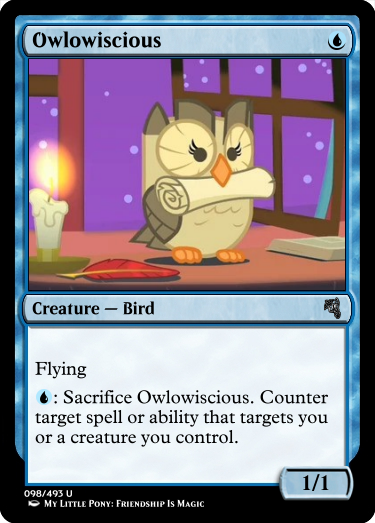 Owlowiscious
Creature — Bird
Flying
: Sacrifice Owlowiscious. Counter
target spell or ability that targets you
or a creature you control.
1/1
098/493 U
My Little Pony: Friendship Is Magic